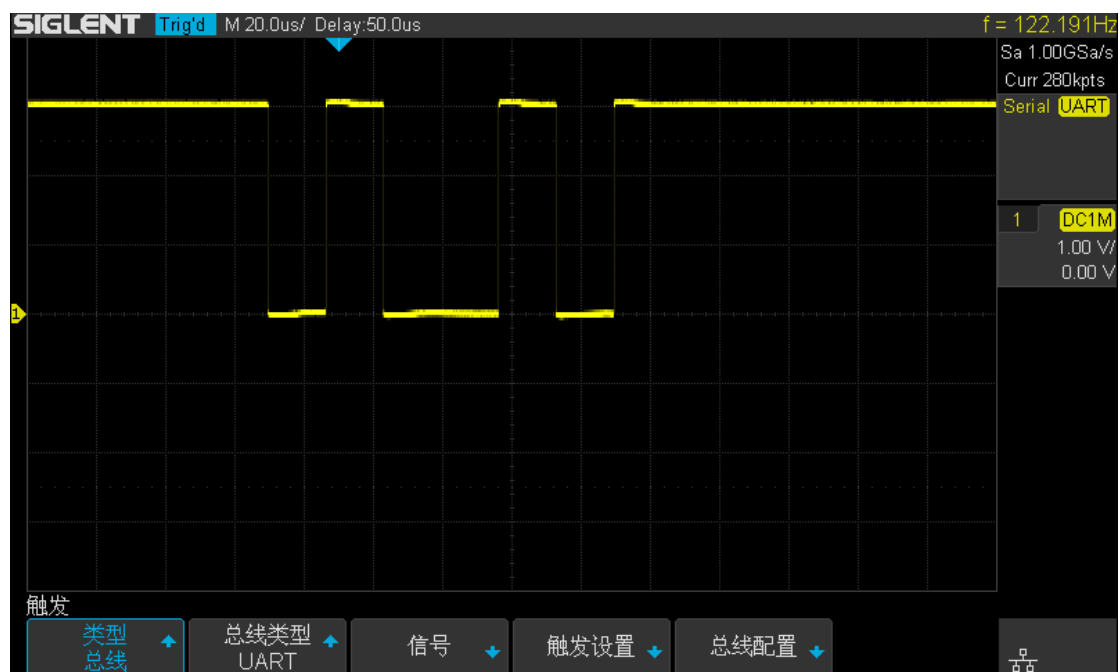 SIGLENT Trig'd M 20.0us/ Delay:50.0us f = 122.191Hz
Sa 1.00GSa/s
Curr 280kpts
Serial UART
1 DC1M
1.00 V/
0.00 V
1
触发
类型
总线
总线类型
UART
信号
触发设置
总线配置